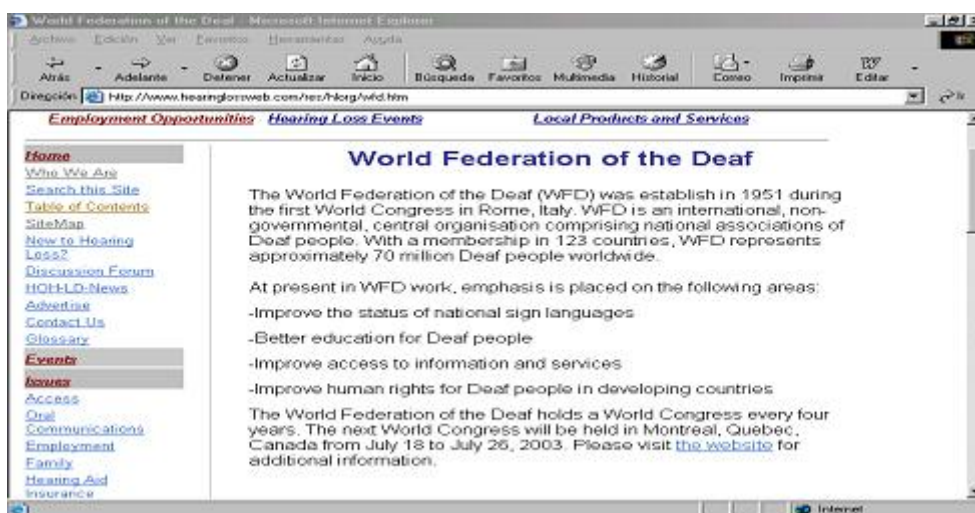 World Federation of the Deaf - Microsoft Internet Explorer
Archivo Edición Ver Favoritos Herramientas Ayuda
Atrás Adelante Detener Actualizar Inicio Búsqueda Favoritos Multimedia Historial Correo Imprimir Editar
Dirección http://www.hearinglossweb.com/res/hlorg/wfd.htm Ir
Employment Opportunities Hearing Loss Events Local Products and Services
Home
Who We Are
Search this Site
Table of Contents
SiteMap
New to Hearing
Loss?
Discussion Forum
HOH-LD-News
Advertise
Contact Us
Glossary
Events
Issues
Access
Oral
Communications
Employment
Family
Hearing Aid
Insurance
World Federation of the Deaf
The World Federation of the Deaf (WFD) was establish in 1951 during
the first World Congress in Rome, Italy. WFD is an international, non-
governmental, central organisation comprising national associations of
Deaf people. With a membership in 123 countries, WFD represents
approximately 70 million Deaf people worldwide.
At present in WFD work, emphasis is placed on the following areas:
-Improve the status of national sign languages
-Better education for Deaf people
-Improve access to information and services
-Improve human rights for Deaf people in developing countries
The World Federation of the Deaf holds a World Congress every four
years. The next World Congress will be held in Montreal, Quebec,
Canada from July 18 to July 26, 2003. Please visit the website for
additional information.
Internet